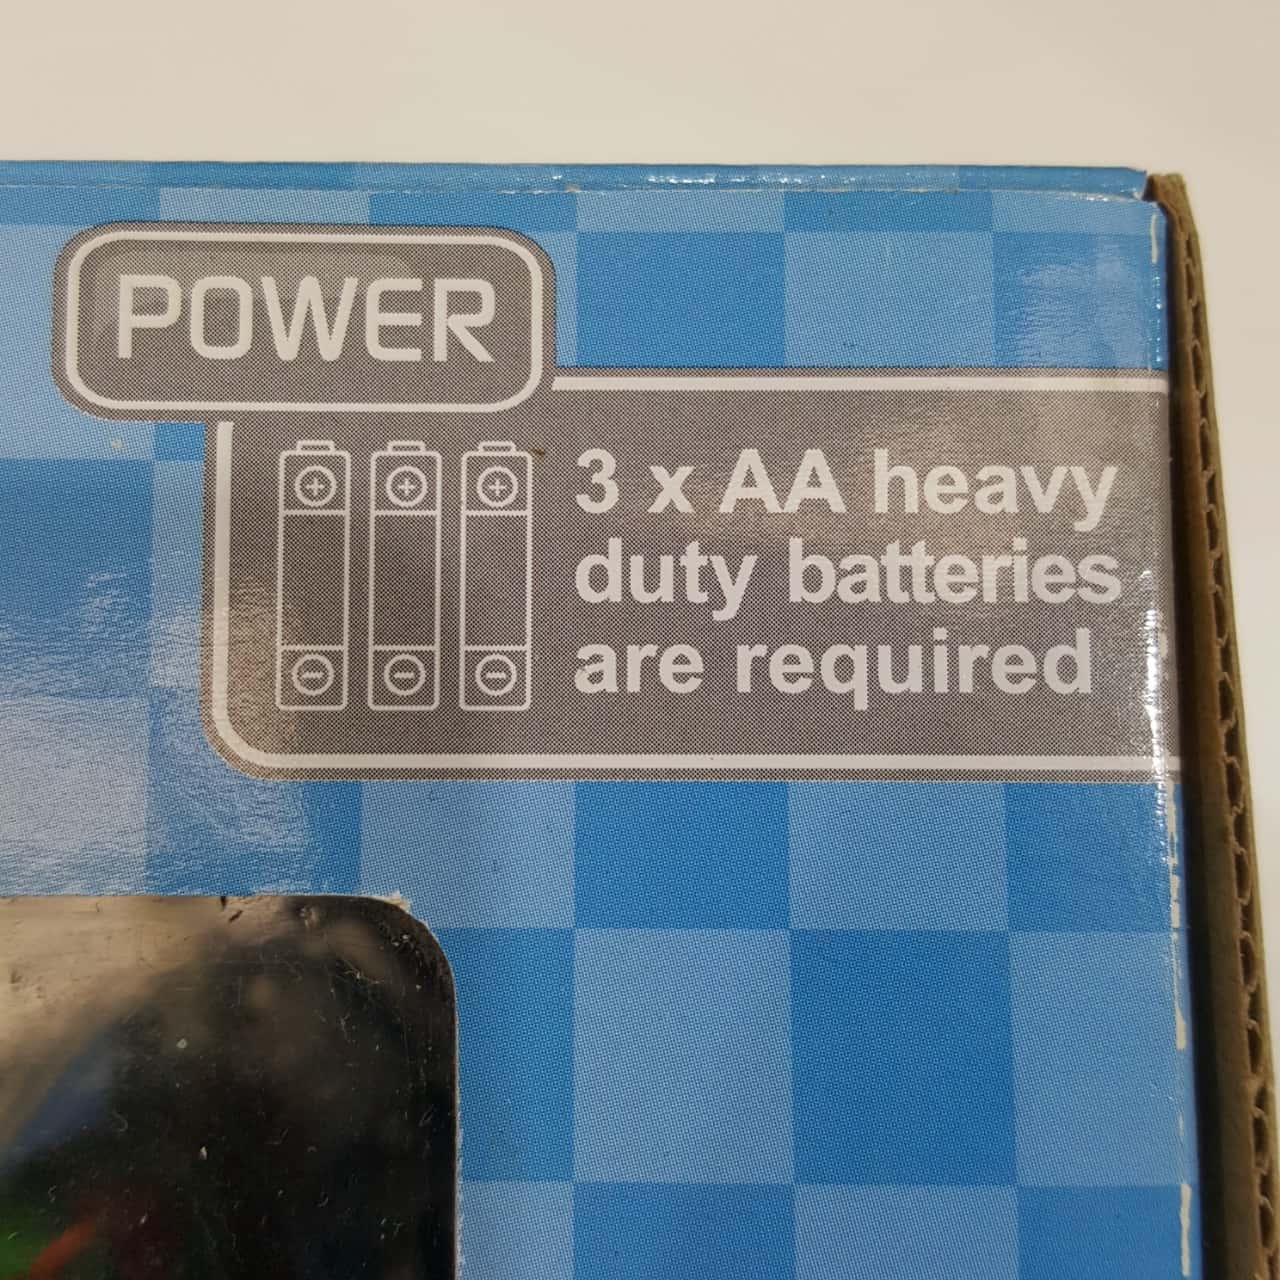 POWER
3 x AA heavy
duty batteries
are required